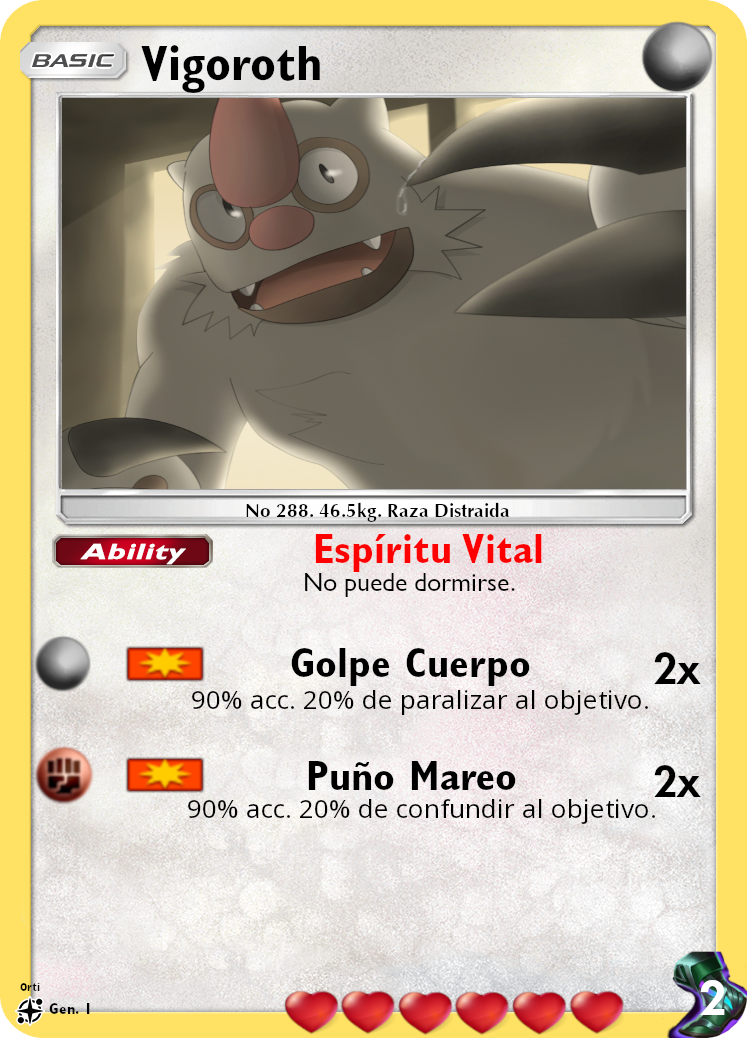 BASIC Vigoroth
No 288. 46.5kg. Raza Distraida
Ability Espíritu Vital
No puede dormirse.
Golpe Cuerpo 2x
90% acc. 20% de paralizar al objetivo.
Puño Mareo 2x
90% acc. 20% de confundir al objetivo.
Orti
Gen. I
2